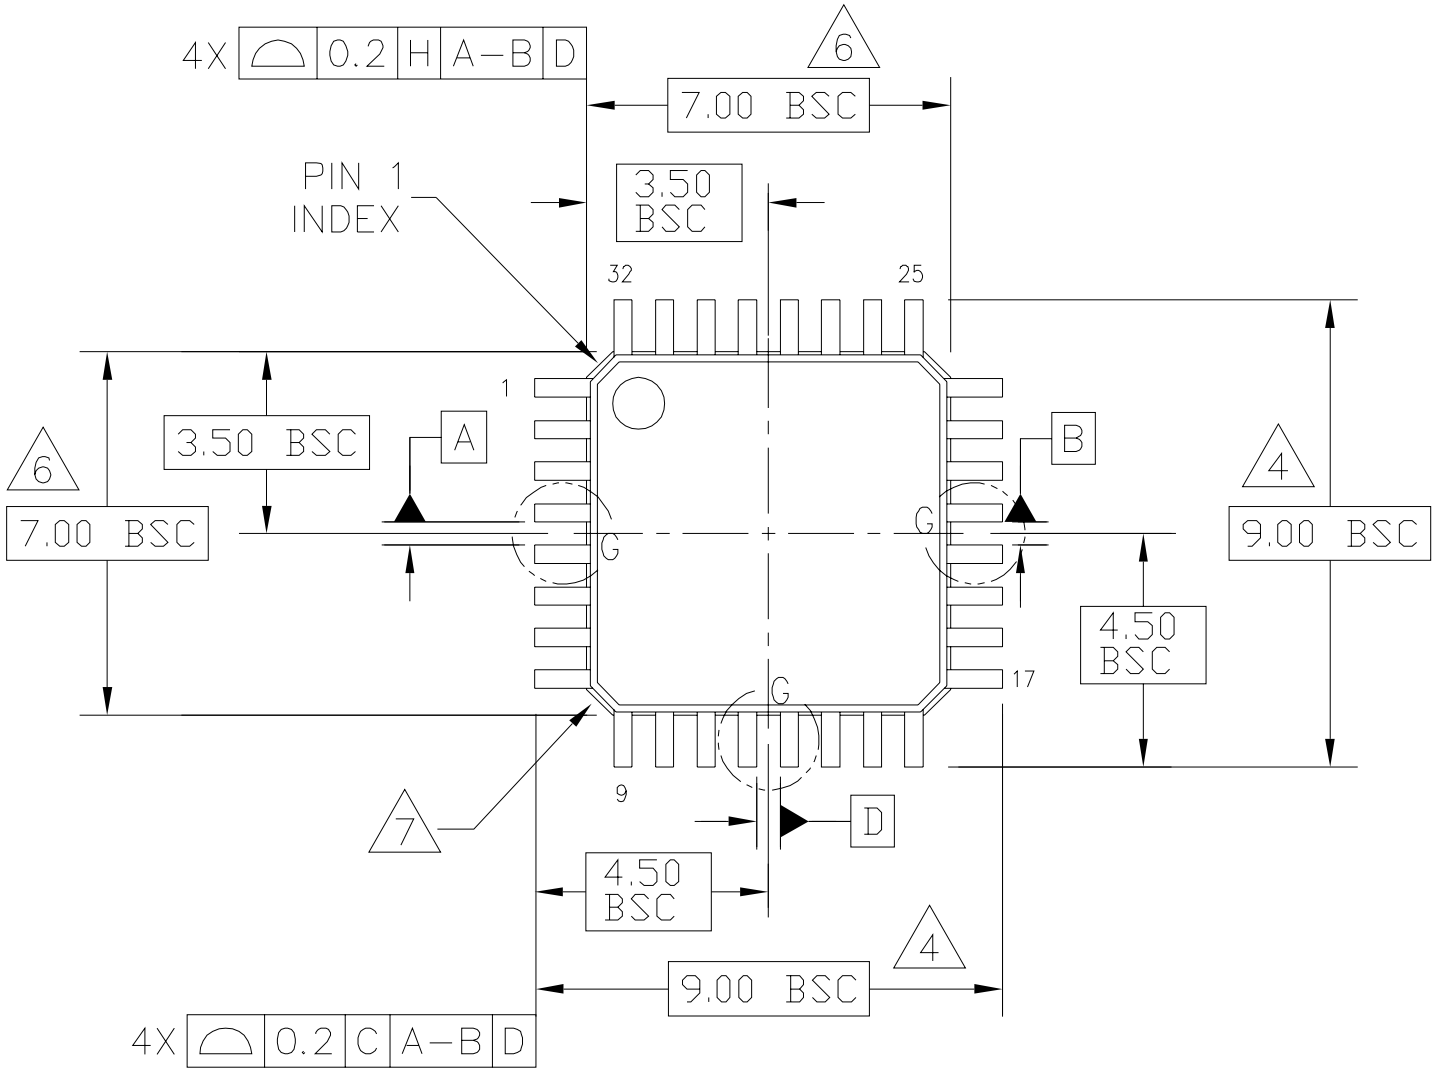 6
4X 0.2 H A-B D
7.00 BSC
PIN 1
INDEX
3.50
BSC
32
25
1
3.50 BSC
A
B
6
4
7.00 BSC
G
G
9.00 BSC
4.50
BSC
17
G
9
7
D
4.50
BSC
4
9.00 BSC
4X 0.2 C A-B D